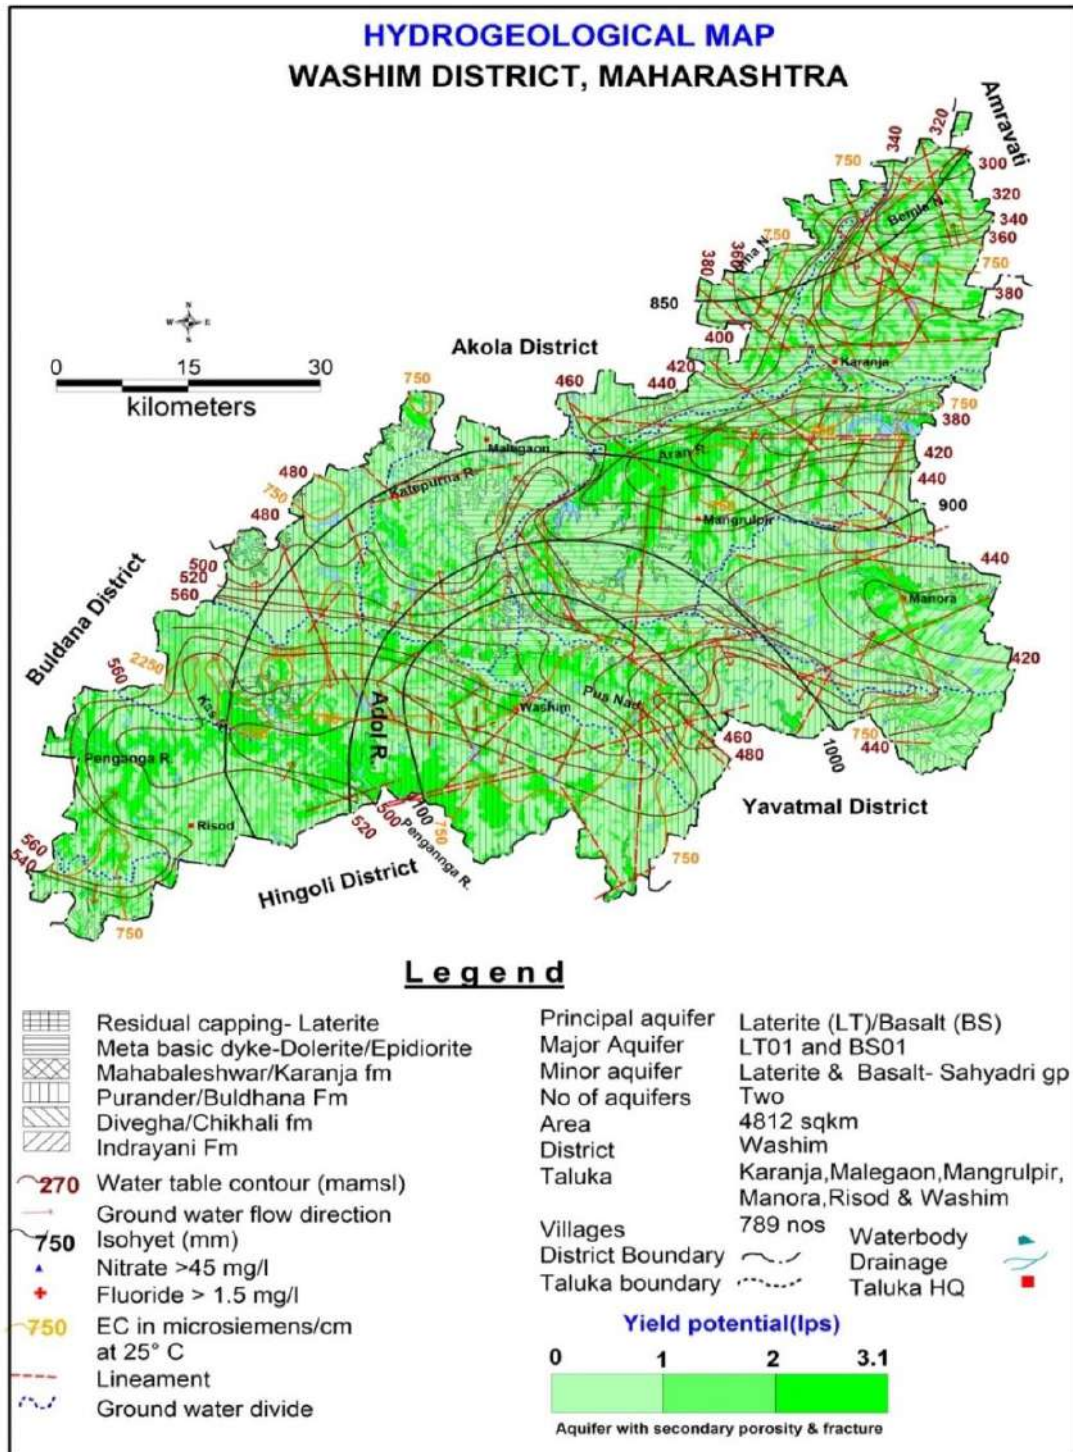 HYDROGEOLOGICAL MAP
WASHIM DISTRICT, MAHARASHTRA
Amravati
320
340
750
300
320
340
360
Bemla N.
750
750
360
380
380
850
400
Akola District
Karanja
420
440
460
750
750
380
0 15 30
kilometers
Malegaon
Aran R.
420
440
480
Katepurna R.
750
900
Mangrulpir
480
500
520
560
440
Manora
Buldana District
2250
560
420
Pus Nad
Washim
Adol R.
460
480
1000
750
440
Penganga R.
Yavatmal District
Risod
520
500
750
Pengannga R.
560
540
750
Hingoli District
750
Legend
Residual capping- Laterite
Meta basic dyke-Dolerite/Epidiorite
Mahabaleshwar/Karanja fm
Purander/Buldhana Fm
Divegha/Chikhali fm
Indrayani Fm
270 Water table contour (mamsl)
Ground water flow direction
750 Isohyet (mm)
Nitrate >45 mg/l
Fluoride > 1.5 mg/l
750 EC in microsiemens/cm
at 25° C
Lineament
Ground water divide
Principal aquifer Laterite (LT)/Basalt (BS)
Major Aquifer LT01 and BS01
Minor aquifer Laterite & Basalt- Sahyadri gp
No of aquifers Two
Area 4812 sqkm
District Washim
Taluka Karanja,Malegaon,Mangrulpir,
Manora,Risod & Washim
Villages 789 nos
District Boundary
Taluka boundary
Waterbody
Drainage
Taluka HQ
Yield potential(lps)
0 1 2 3.1
Aquifer with secondary porosity & fracture